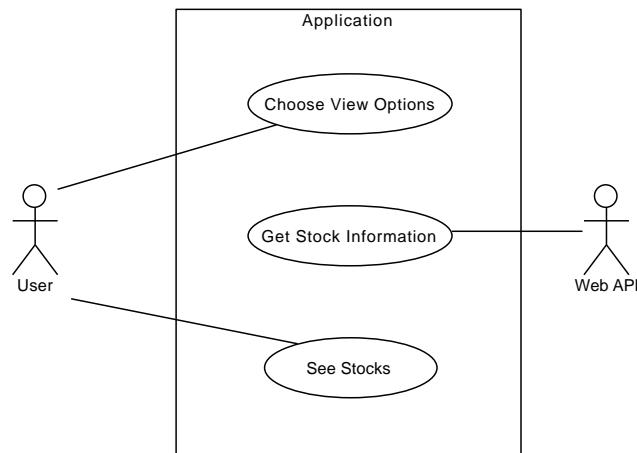 Application
Choose View Options
Get Stock Information
User
Web API
See Stocks